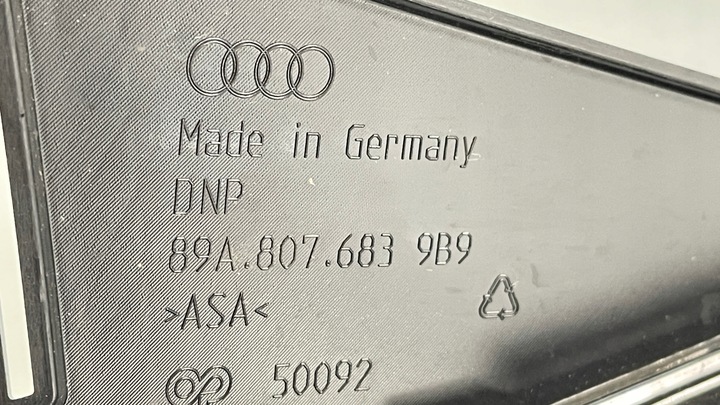 Made in Germany
DNP
89A.807.683 9B9
>ASA<
50092